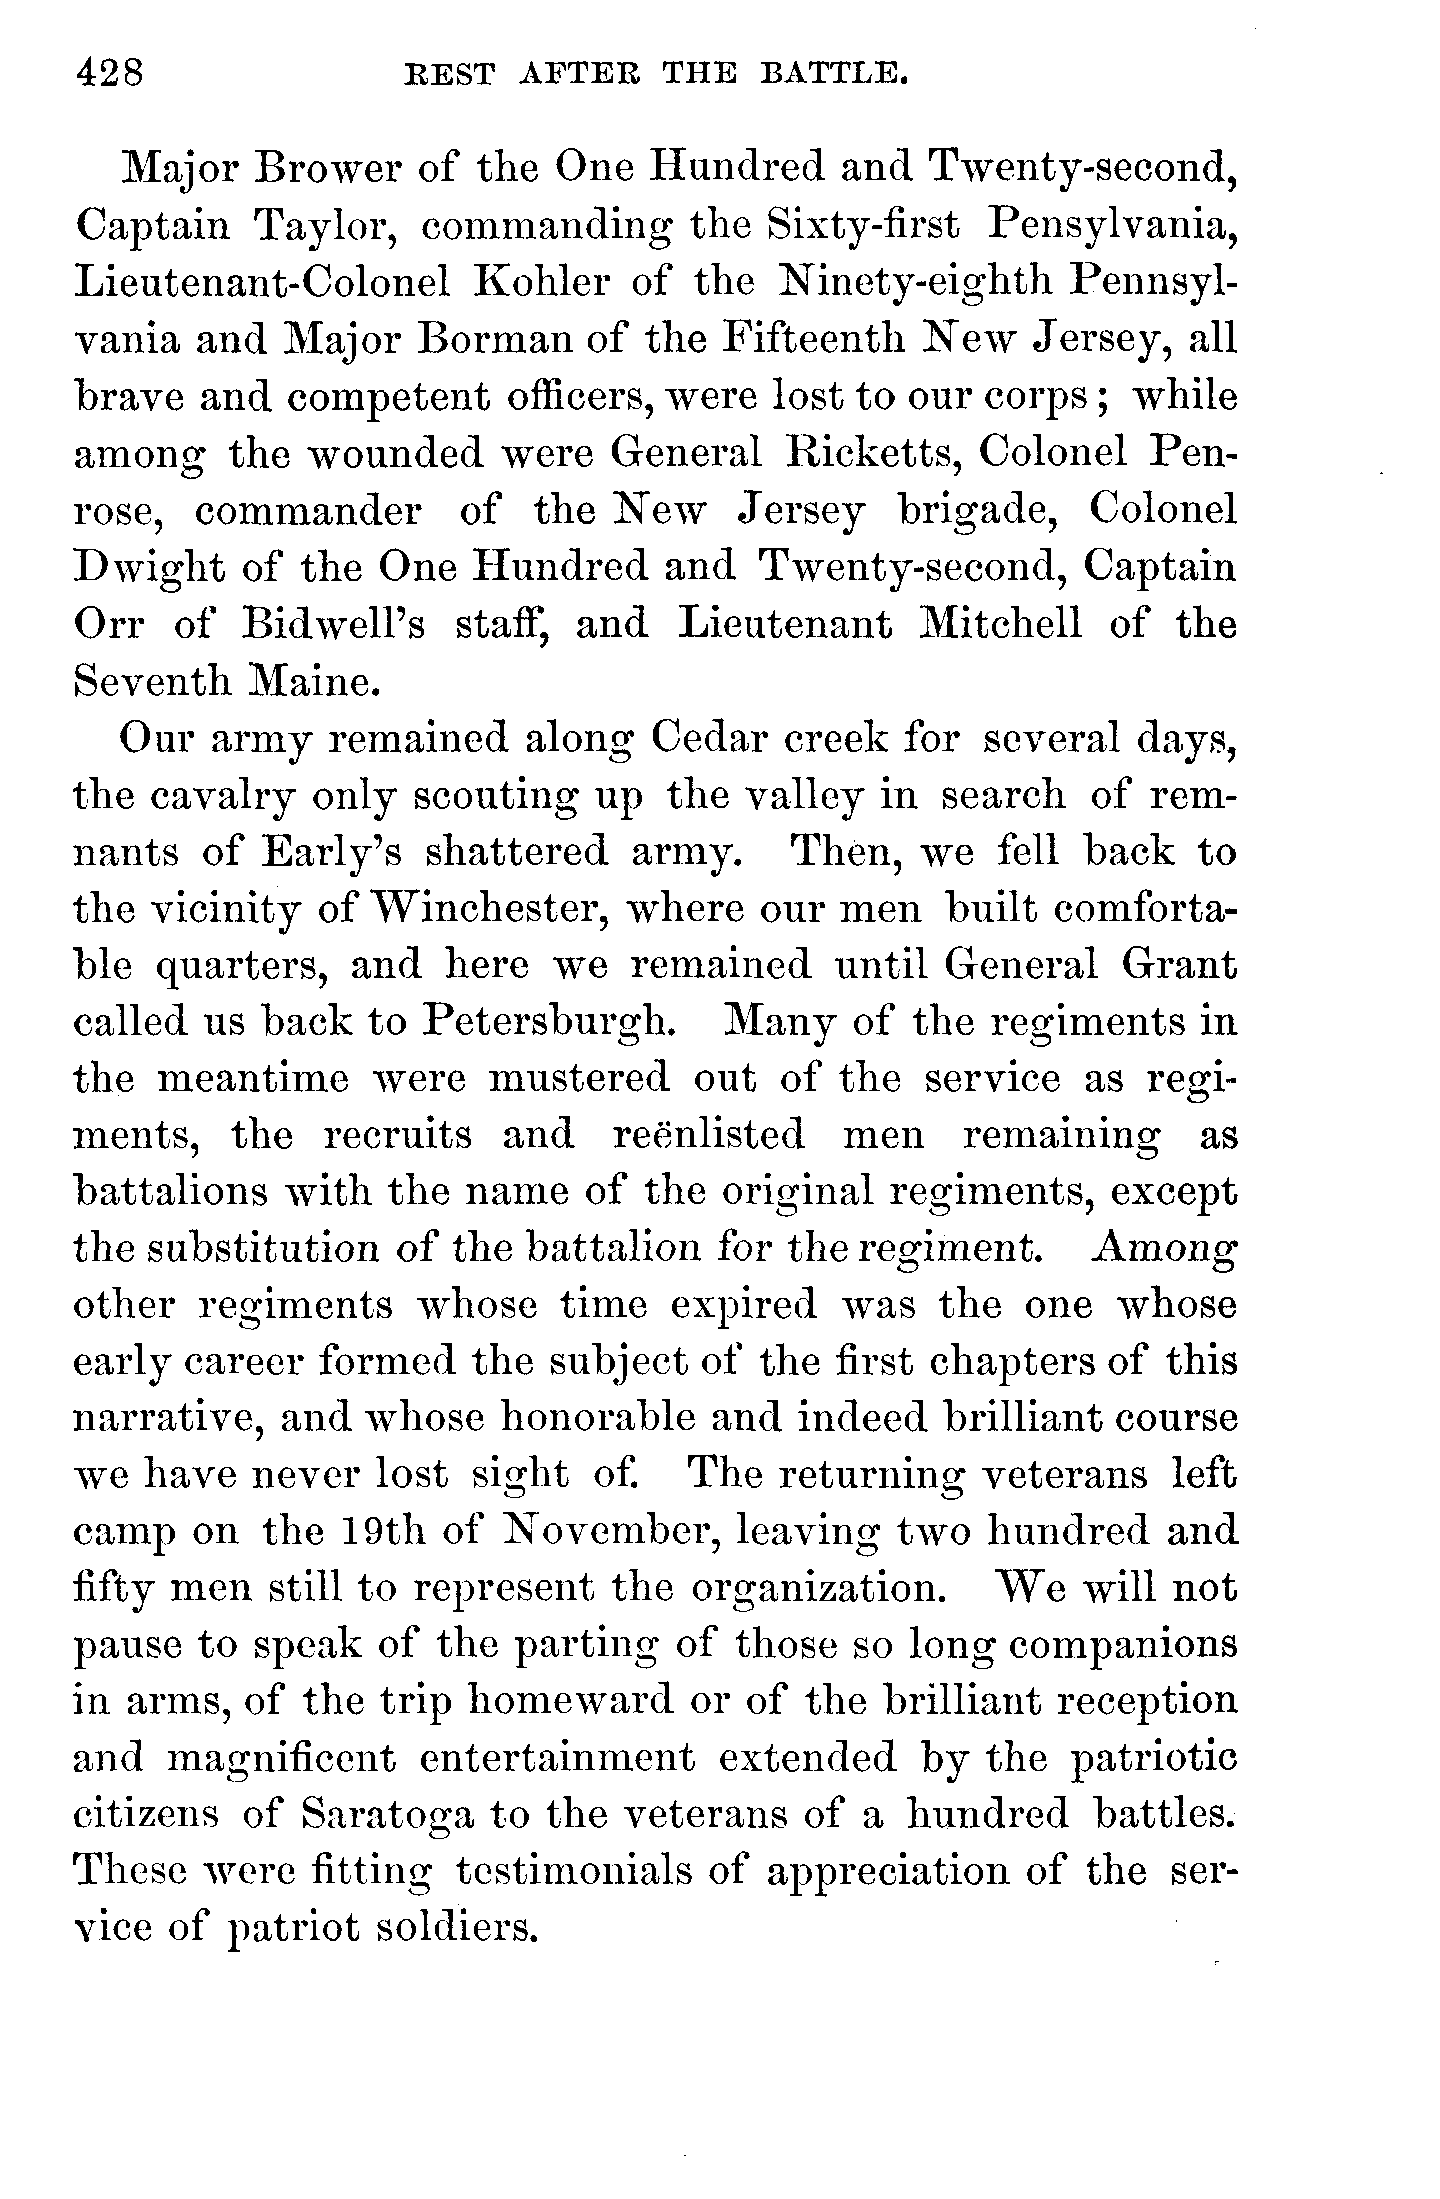 428 REST AFTER THE BATTLE.
Major Brower of the One Hundred and Twenty-second,
Captain Taylor, commanding the Sixty-first Pensylvania,
Lieutenant-Colonel Kohler of the Ninety-eighth Pennsyl-
vania and Major Borman of the Fifteenth New Jersey, all
brave and competent officers, were lost to our corps; while
among the wounded were General Ricketts, Colonel Pen-
rose, commander of the New Jersey brigade, Colonel
Dwight of the One Hundred and Twenty-second, Captain
Orr of Bidwell's staff, and Lieutenant Mitchell of the
Seventh Maine.
Our army remained along Cedar creek for several days,
the cavalry only scouting up the valley in search of rem-
nants of Early's shattered army. Then, we fell back to
the vicinity of Winchester, where our men built comforta-
ble quarters, and here we remained until General Grant
called us back to Petersburgh. Many of the regiments in
the meantime were mustered out of the service as regi-
ments, the recruits and reënlisted men remaining as
battalions with the name of the original regiments, except
the substitution of the battalion for the regiment. Among
other regiments whose time expired was the one whose
early career formed the subject of the first chapters of this
narrative, and whose honorable and indeed brilliant course
we have never lost sight of. The returning veterans left
camp on the 19th of November, leaving two hundred and
fifty men still to represent the organization. We will not
pause to speak of the parting of those so long companions
in arms, of the trip homeward or of the brilliant reception
and magnificent entertainment extended by the patriotic
citizens of Saratoga to the veterans of a hundred battles.
These were fitting testimonials of appreciation of the ser-
vice of patriot soldiers.